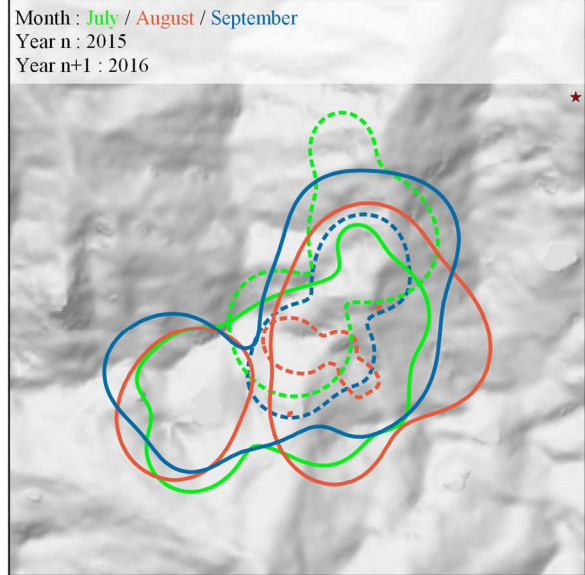 Month : July / August / September
Year n : 2015
Year n+1 : 2016